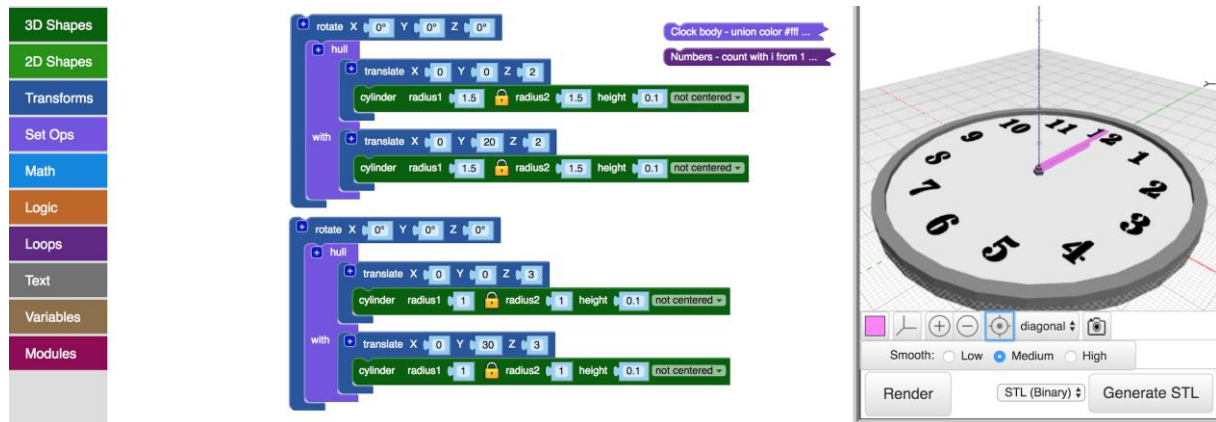 3D Shapes
2D Shapes
Transforms
Set Ops
Math
Logic
Loops
Text
Variables
Modules
rotate X 0° Y 0° Z 0°
hull
translate X 0 Y 0 Z 2
cylinder radius1 1.5 radius2 1.5 height 0.1 not centered
with
translate X 0 Y 20 Z 2
cylinder radius1 1.5 radius2 1.5 height 0.1 not centered
rotate X 0° Y 0° Z 0°
hull
translate X 0 Y 0 Z 3
cylinder radius1 1 radius2 1 height 0.1 not centered
with
translate X 0 Y 30 Z 3
cylinder radius1 1 radius2 1 height 0.1 not centered
Clock body - union color #fff ...
Numbers - count with i from 1 ...
12
1
2
3
4
5
6
7
8
9
10
11
diagonal
Smooth: Low Medium High
Render STL (Binary) Generate STL